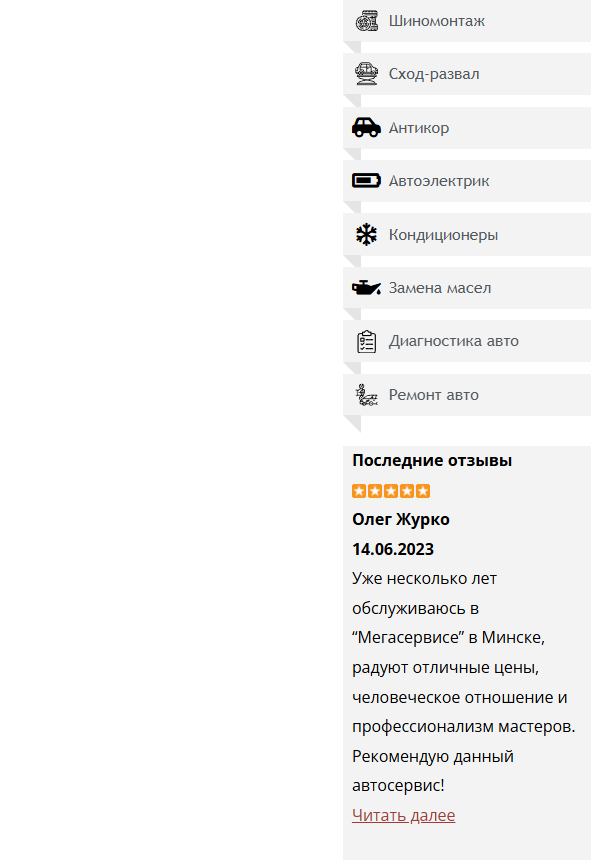 Шиномонтаж
Сход-развал
Антикор
Автоэлектрик
Кондиционеры
Замена масел
Диагностика авто
Ремонт авто
Последние отзывы
Олег Журко
14.06.2023
Уже несколько лет
обслуживаюсь в
“Мегасервисе” в Минске,
радуют отличные цены,
человеческое отношение и
профессионализм мастеров.
Рекомендую данный
автосервис!
Читать далее